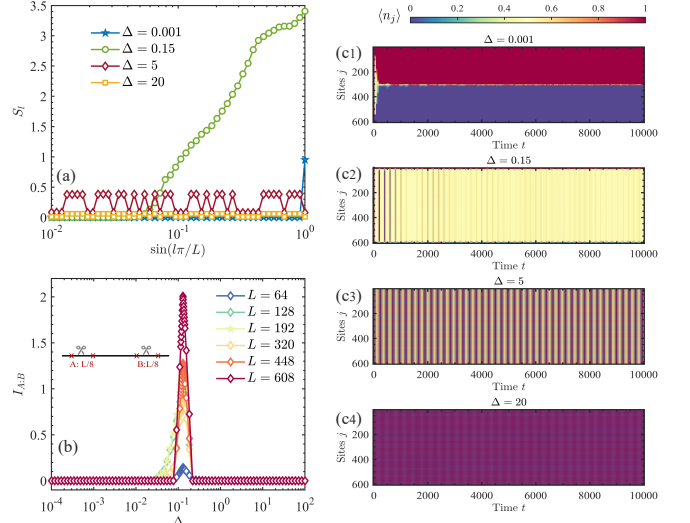 (a)
S_l
3.5
3
2.5
2
1.5
1
0.5
0
Δ = 0.001
Δ = 0.15
Δ = 5
Δ = 20
10^-2
10^-1
10^0
sin(lπ/L)
(b)
I_A:B
2
1.5
1
0.5
0
A: L/8
B:L/8
L = 64
L = 128
L = 192
L = 320
L = 448
L = 608
10^-4
10^-3
10^-2
10^-1
10^0
10^1
10^2
Δ
⟨n_j⟩
0
0.2
0.4
0.6
0.8
1
(c1)
Δ = 0.001
Sites j
200
400
600
0
2000
4000
6000
8000
10000
Time t
(c2)
Δ = 0.15
Sites j
200
400
600
0
2000
4000
6000
8000
10000
Time t
(c3)
Δ = 5
Sites j
200
400
600
0
2000
4000
6000
8000
10000
Time t
(c4)
Δ = 20
Sites j
200
400
600
0
2000
4000
6000
8000
10000
Time t